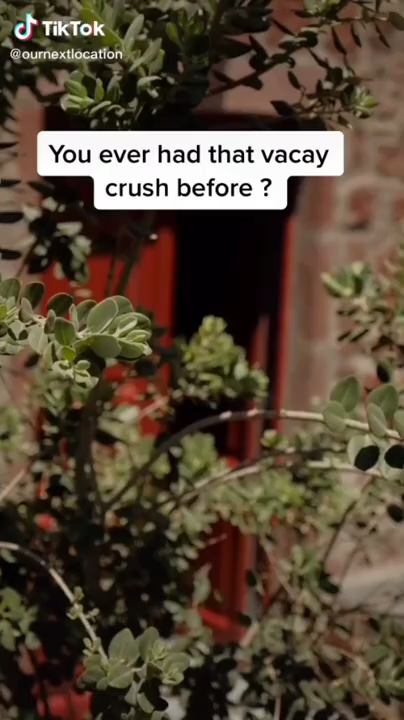 TikTok
@ournextlocation
You ever had that vacay
crush before ?